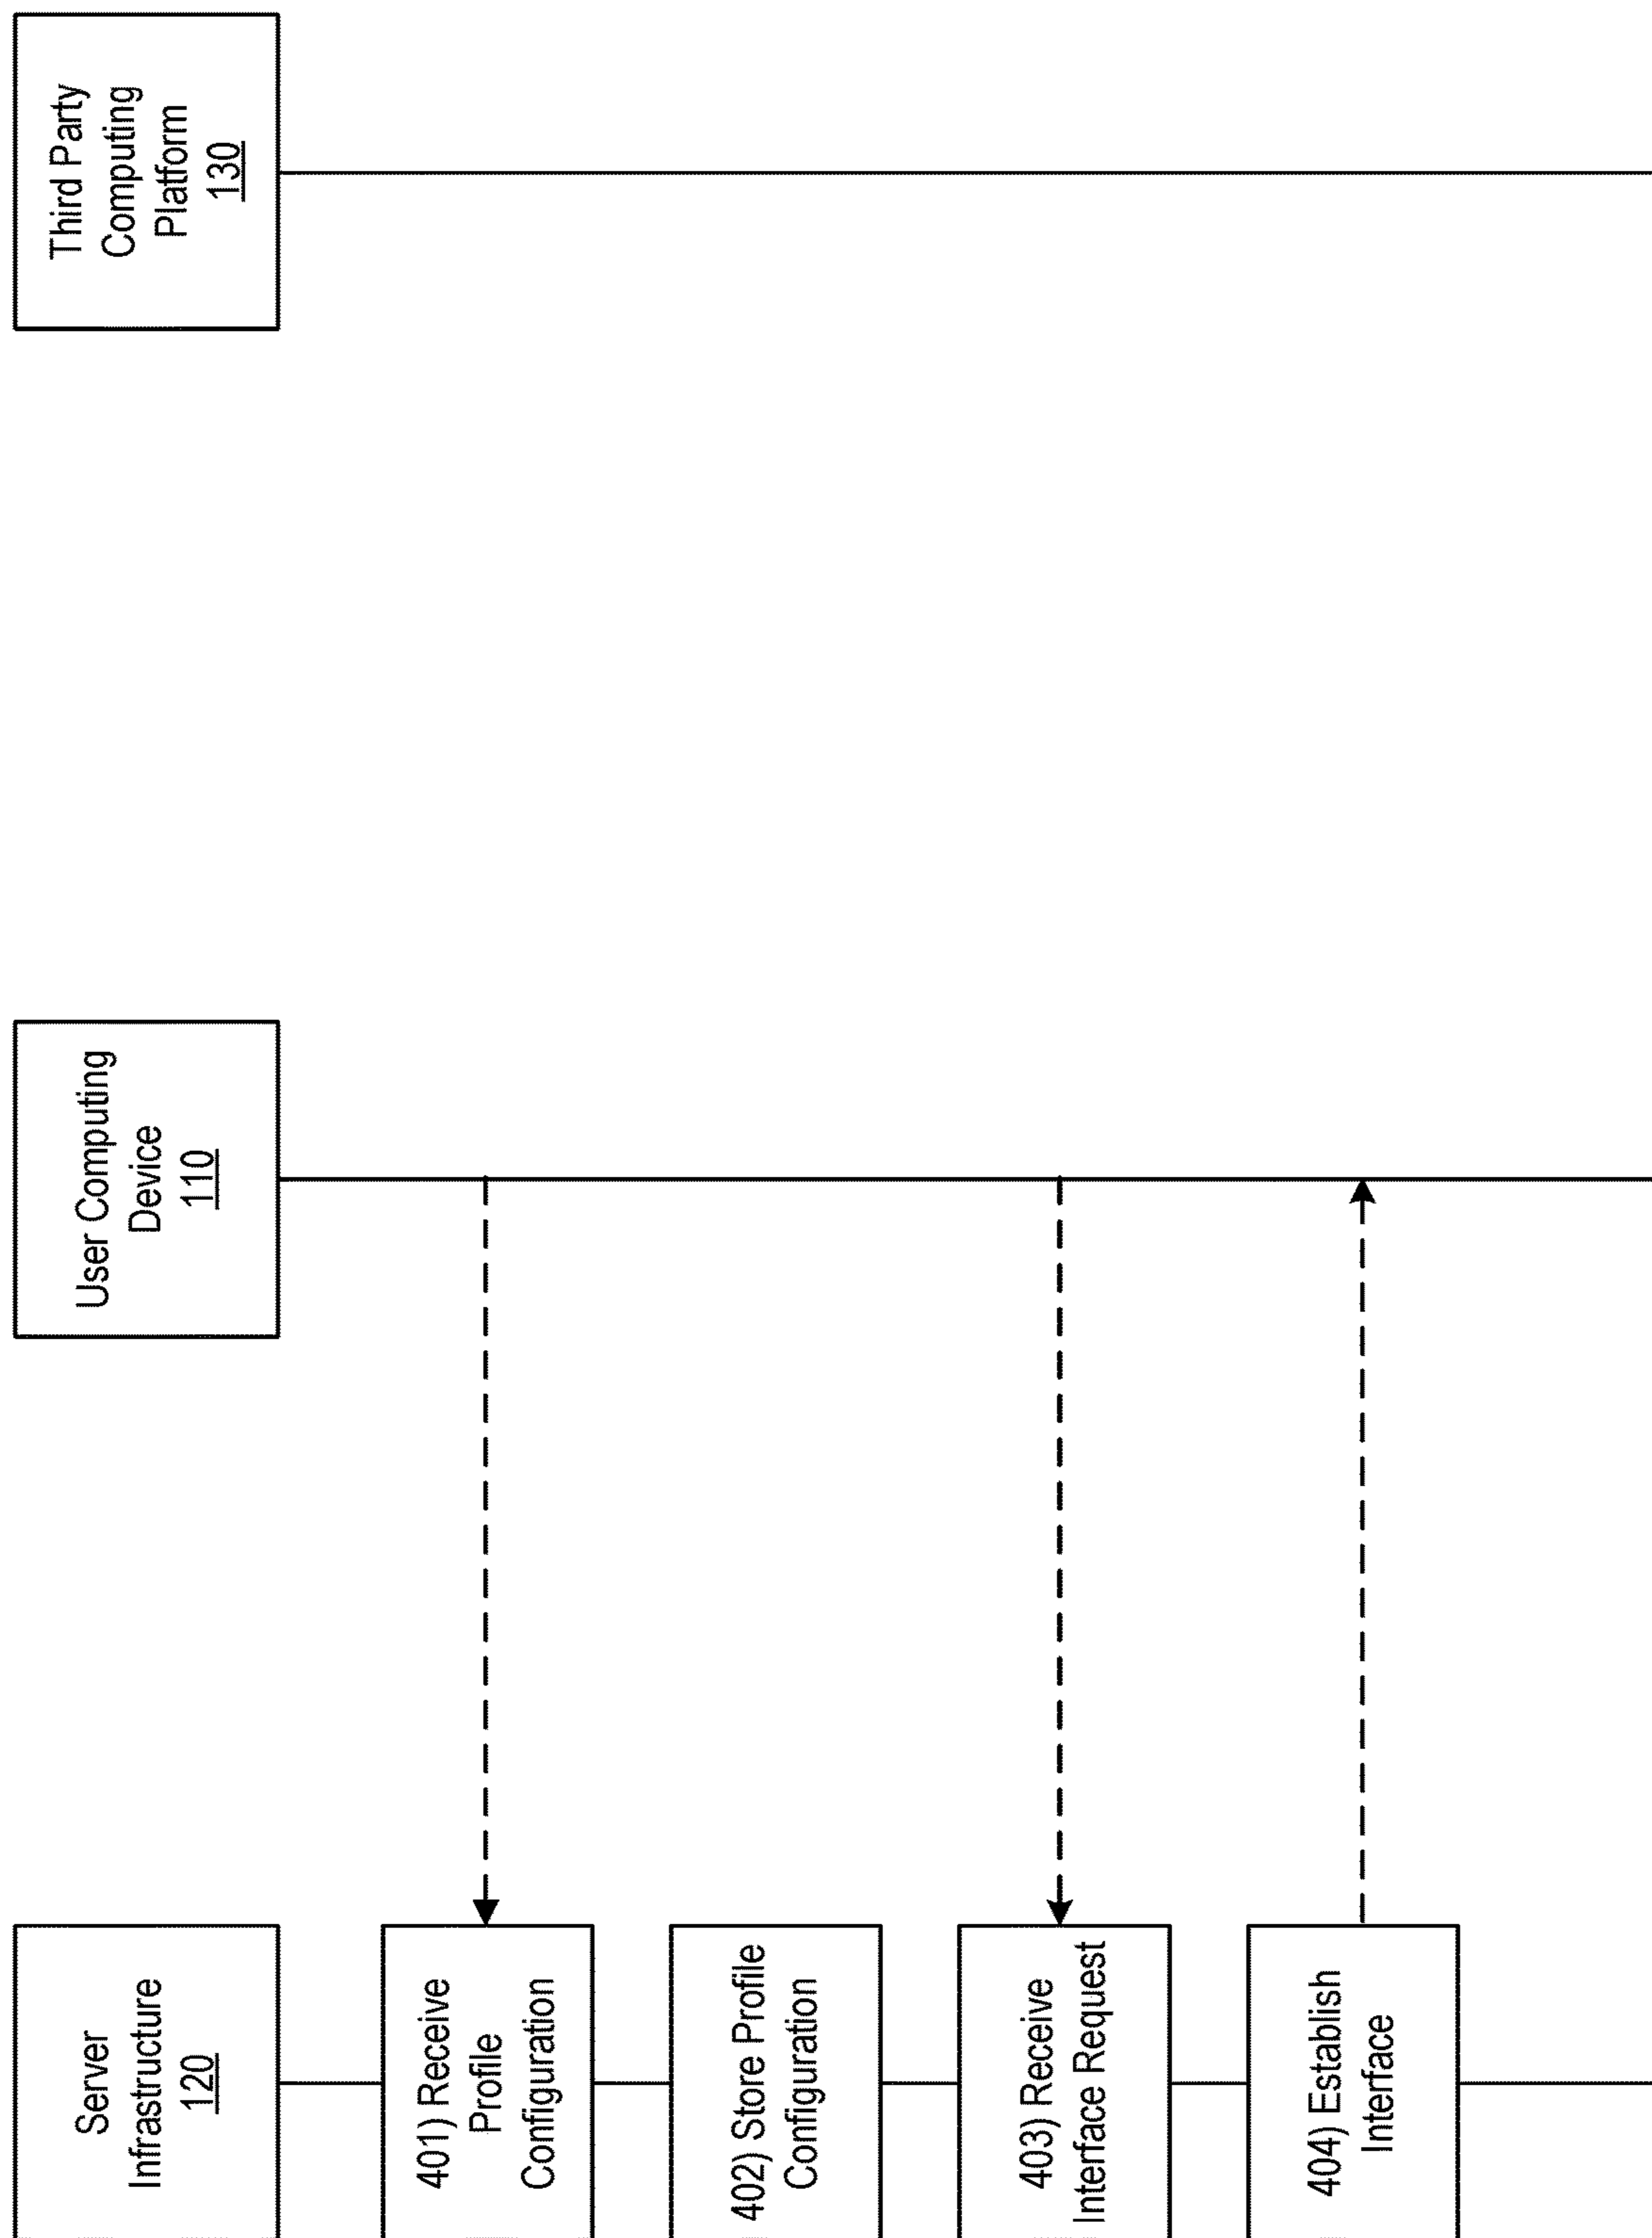 Server
Infrastructure
120
User Computing
Device
110
Third Party
Computing
Platform
130
401) Receive
Profile
Configuration
402) Store Profile
Configuration
403) Receive
Interface Request
404) Establish
Interface